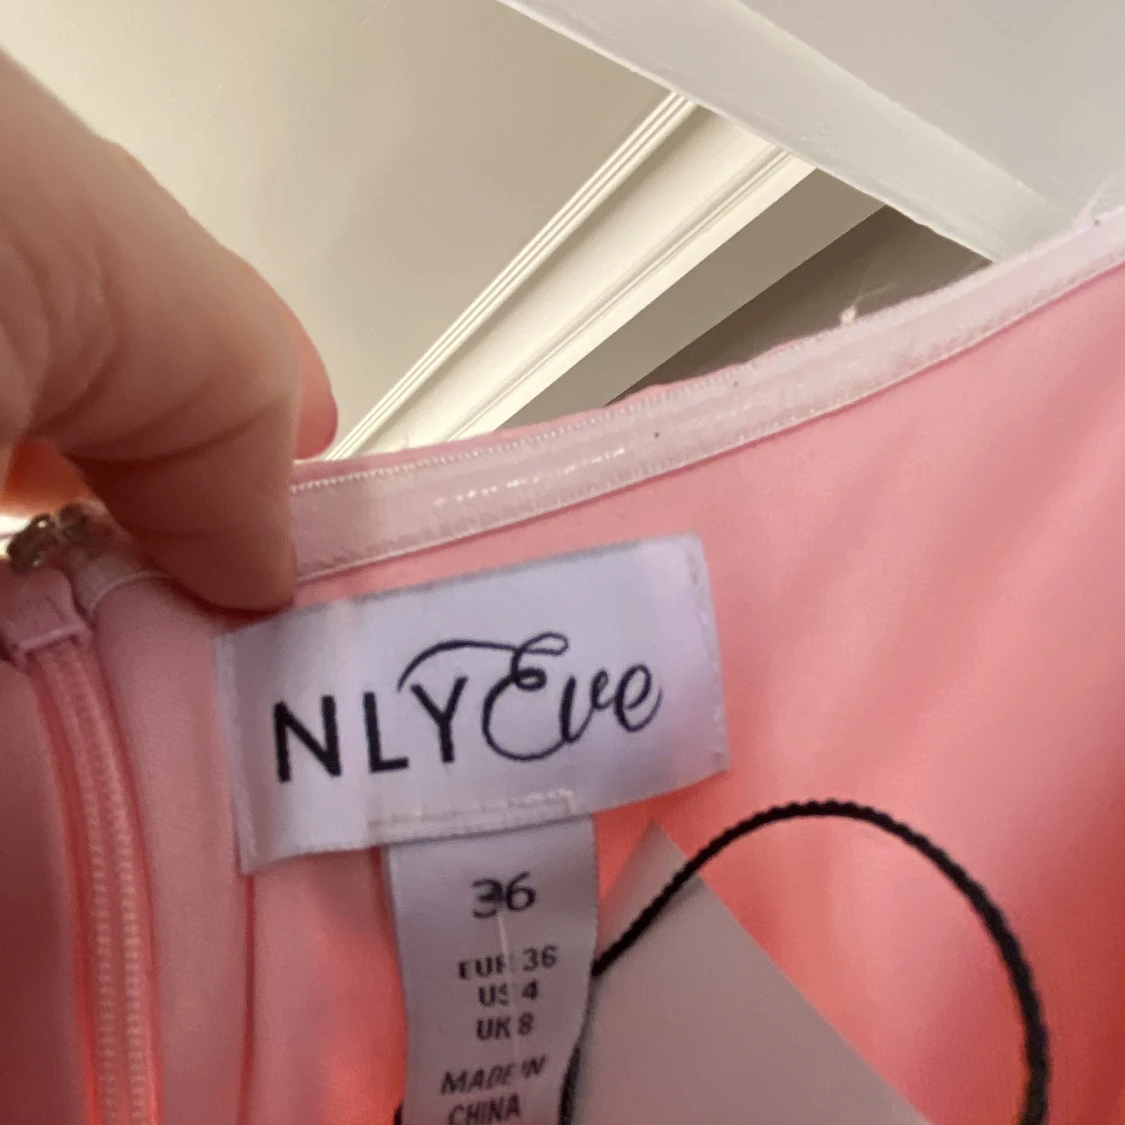 NLYEve
36
EUR 36
US 4
UK 8
MADE IN
CHINA